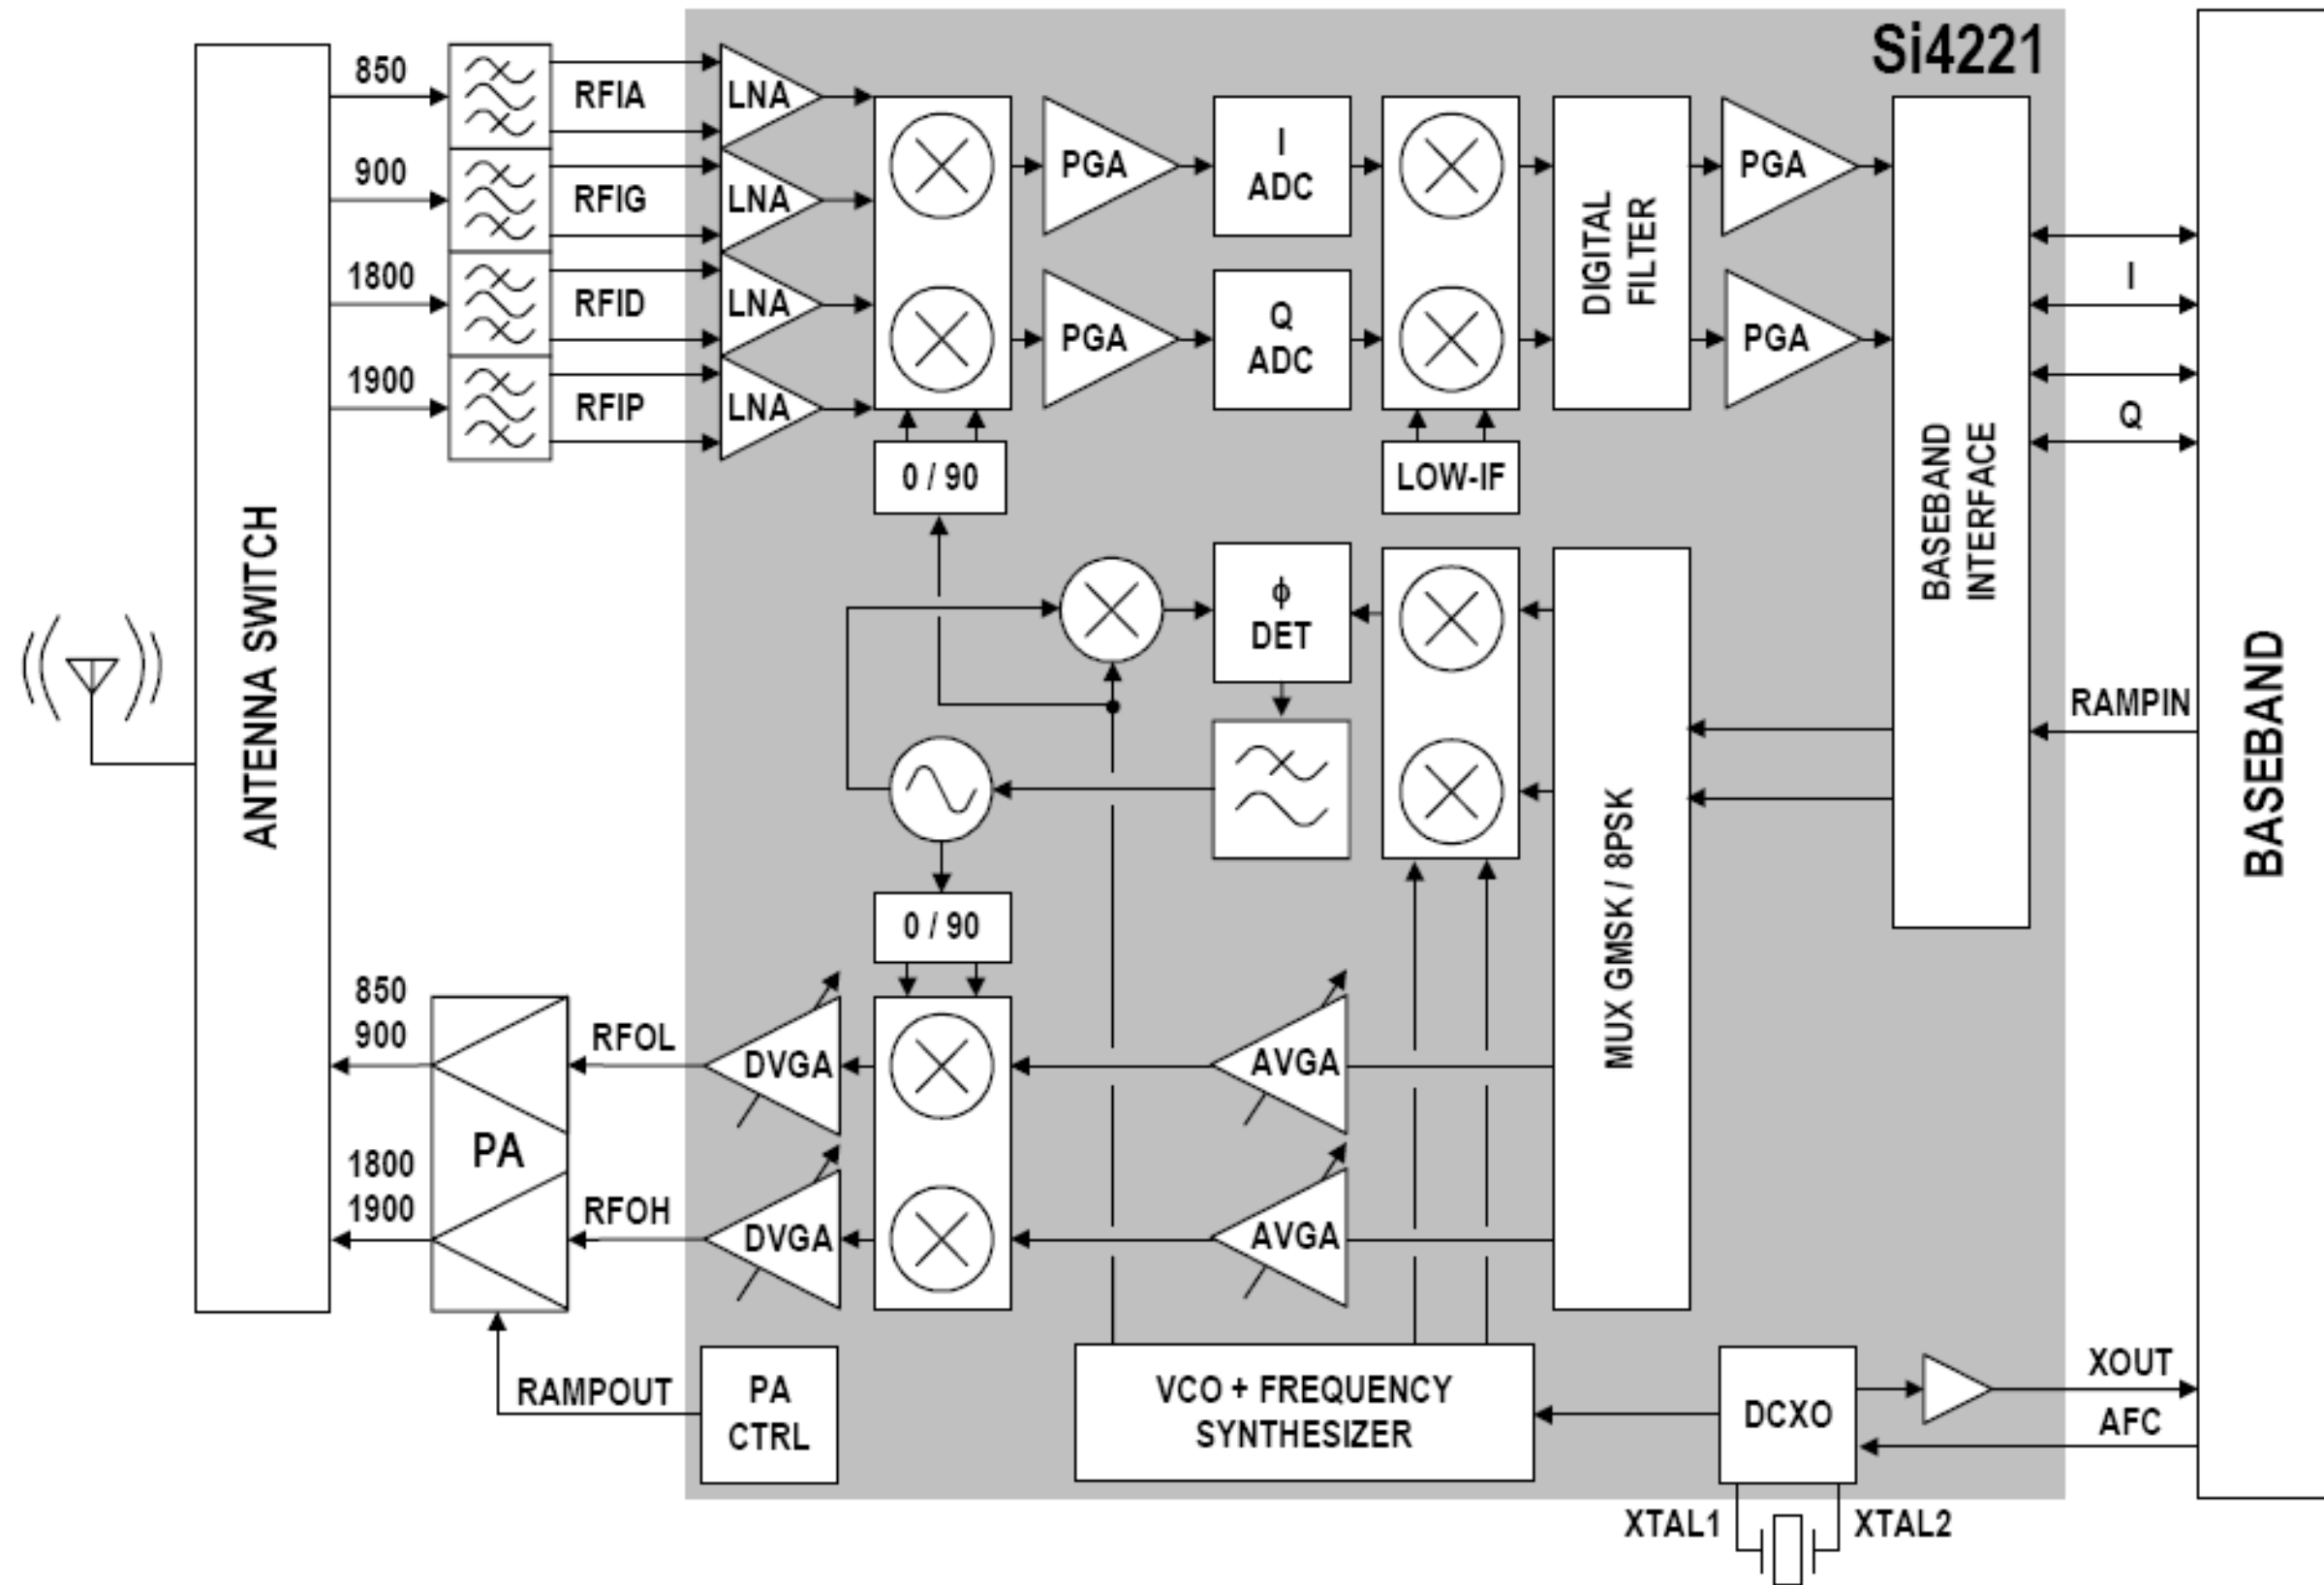 Si4221
850
RFIA
LNA
900
RFIG
LNA
1800
RFID
LNA
1900
RFIP
LNA
PGA
I
ADC
PGA
PGA
Q
ADC
PGA
DIGITAL
FILTER
0 / 90
LOW-IF
BASEBAND
INTERFACE
I
Q
ANTENNA SWITCH
ϕ
DET
RAMPIN
BASEBAND
MUX GMSK / 8PSK
0 / 90
850
900
RFOL
DVGA
AVGA
PA
1800
1900
RFOH
DVGA
AVGA
RAMPOUT
PA
CTRL
VCO + FREQUENCY
SYNTHESIZER
DCXO
XOUT
AFC
XTAL1
XTAL2